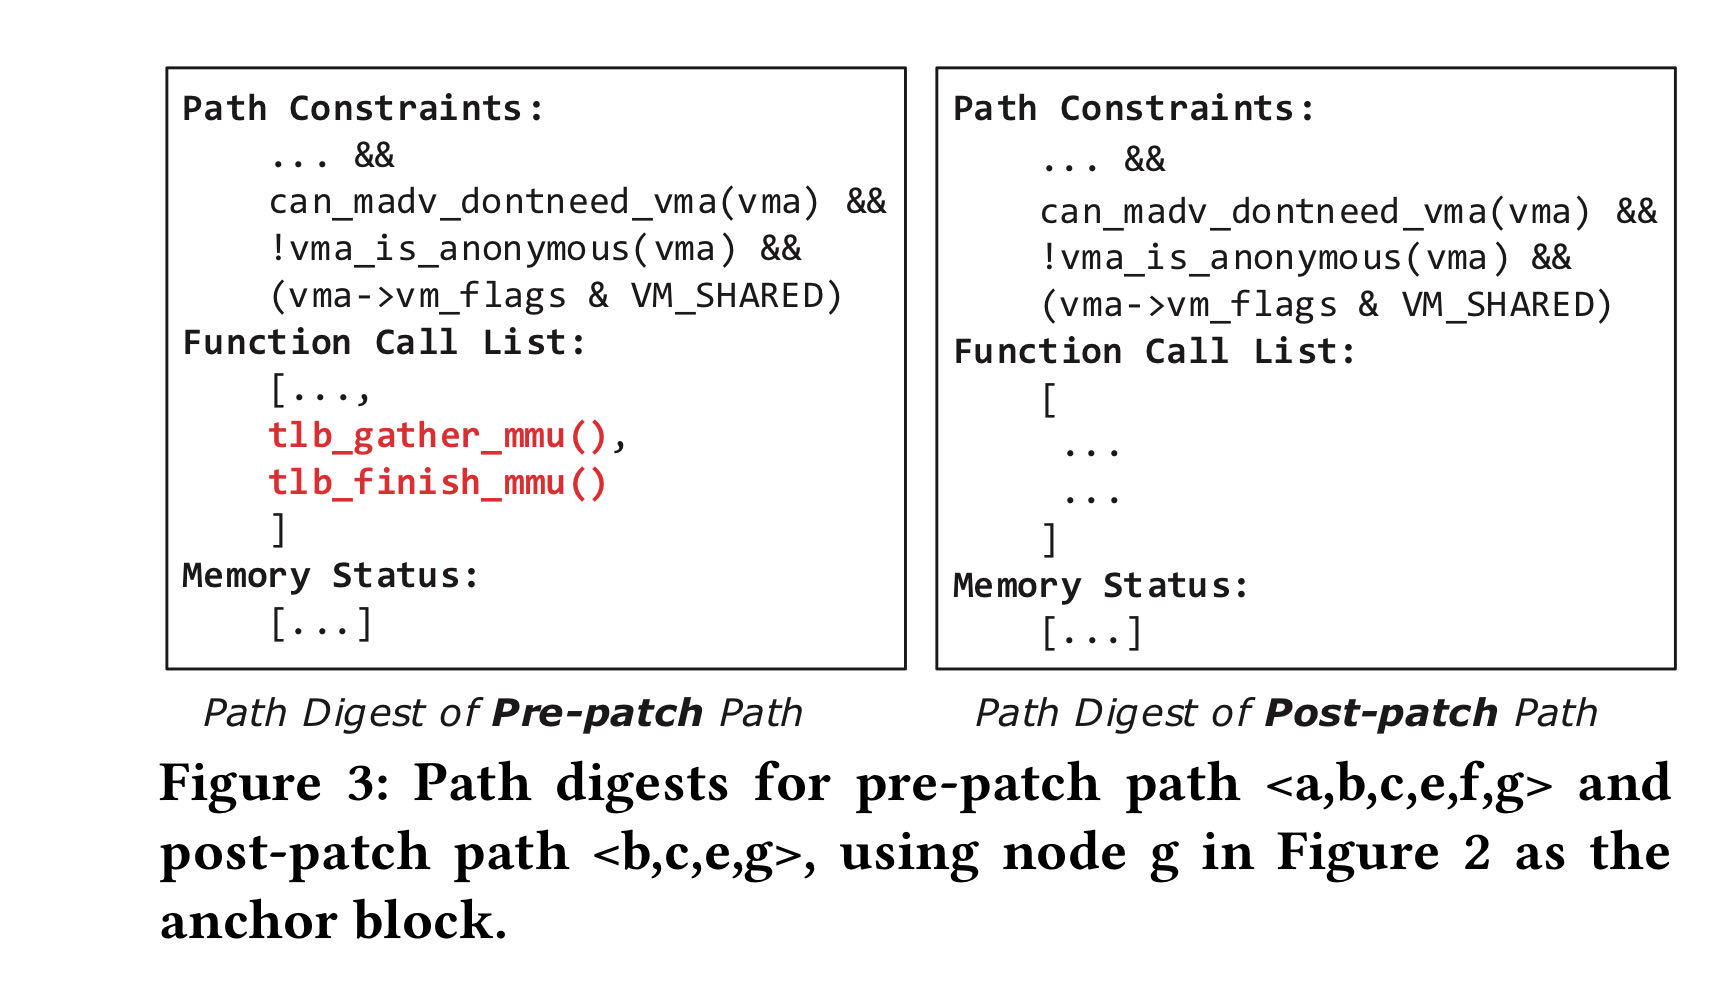 Path Constraints:
... &&
can_madv_dontneed_vma(vma) &&
!vma_is_anonymous(vma) &&
(vma->vm_flags & VM_SHARED)
Function Call List:
[...,
tlb_gather_mmu(),
tlb_finish_mmu()
]
Memory Status:
[...]
Path Digest of Pre-patch Path
Path Constraints:
... &&
can_madv_dontneed_vma(vma) &&
!vma_is_anonymous(vma) &&
(vma->vm_flags & VM_SHARED)
Function Call List:
[
...
...
]
Memory Status:
[...]
Path Digest of Post-patch Path
Figure 3: Path digests for pre-patch path <a,b,c,e,f,g> and
post-patch path <b,c,e,g>, using node g in Figure 2 as the
anchor block.